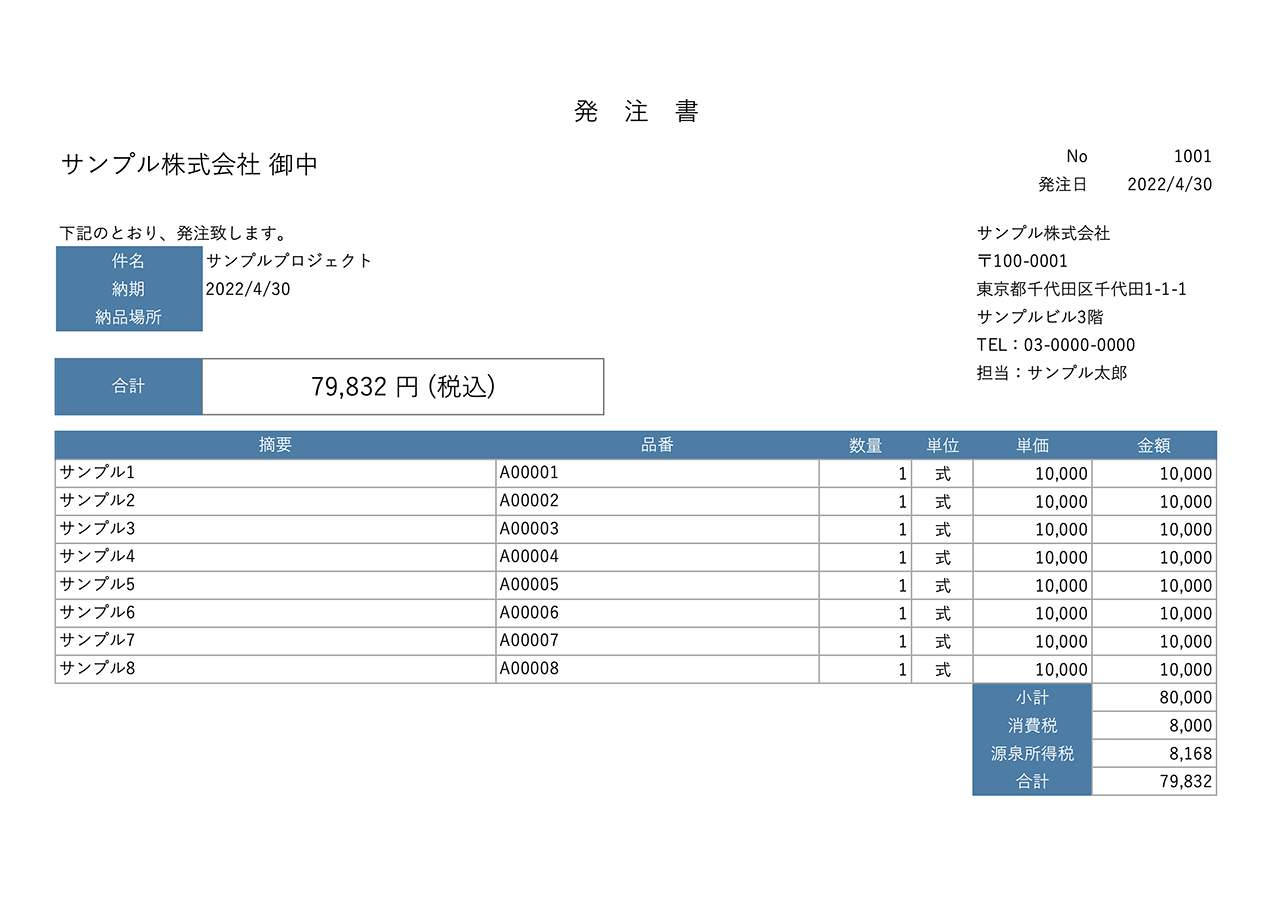 発 注 書
サンプル株式会社 御中
No 1001
発注日 2022/4/30
下記のとおり、発注致します。
件名 サンプルプロジェクト
納期 2022/4/30
納品場所
サンプル株式会社
〒100-0001
東京都千代田区千代田1-1-1
サンプルビル3階
TEL：03-0000-0000
担当：サンプル太郎
合計 79,832 円 (税込)
摘要 品番 数量 単位 単価 金額
サンプル1 A00001 1 式 10,000 10,000
サンプル2 A00002 1 式 10,000 10,000
サンプル3 A00003 1 式 10,000 10,000
サンプル4 A00004 1 式 10,000 10,000
サンプル5 A00005 1 式 10,000 10,000
サンプル6 A00006 1 式 10,000 10,000
サンプル7 A00007 1 式 10,000 10,000
サンプル8 A00008 1 式 10,000 10,000
小計 80,000
消費税 8,000
源泉所得税 8,168
合計 79,832